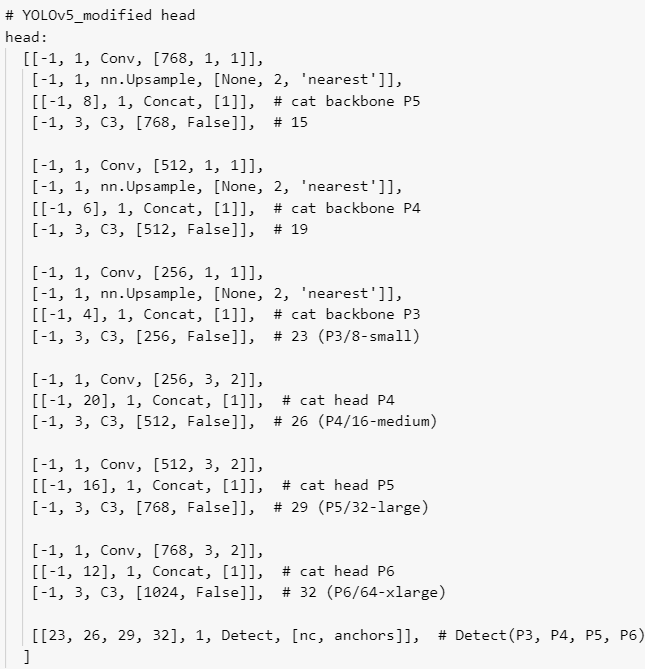 # YOLOv5_modified head
head:
[[-1, 1, Conv, [768, 1, 1]],
[-1, 1, nn.Upsample, [None, 2, 'nearest']],
[[-1, 8], 1, Concat, [1]],  # cat backbone P5
[-1, 3, C3, [768, False]],  # 15
[-1, 1, Conv, [512, 1, 1]],
[-1, 1, nn.Upsample, [None, 2, 'nearest']],
[[-1, 6], 1, Concat, [1]],  # cat backbone P4
[-1, 3, C3, [512, False]],  # 19
[-1, 1, Conv, [256, 1, 1]],
[-1, 1, nn.Upsample, [None, 2, 'nearest']],
[[-1, 4], 1, Concat, [1]],  # cat backbone P3
[-1, 3, C3, [256, False]],  # 23 (P3/8-small)
[-1, 1, Conv, [256, 3, 2]],
[[-1, 20], 1, Concat, [1]],  # cat head P4
[-1, 3, C3, [512, False]],  # 26 (P4/16-medium)
[-1, 1, Conv, [512, 3, 2]],
[[-1, 16], 1, Concat, [1]],  # cat head P5
[-1, 3, C3, [768, False]],  # 29 (P5/32-large)
[-1, 1, Conv, [768, 3, 2]],
[[-1, 12], 1, Concat, [1]],  # cat head P6
[-1, 3, C3, [1024, False]],  # 32 (P6/64-xlarge)
[[23, 26, 29, 32], 1, Detect, [nc, anchors]],  # Detect(P3, P4, P5, P6)
]